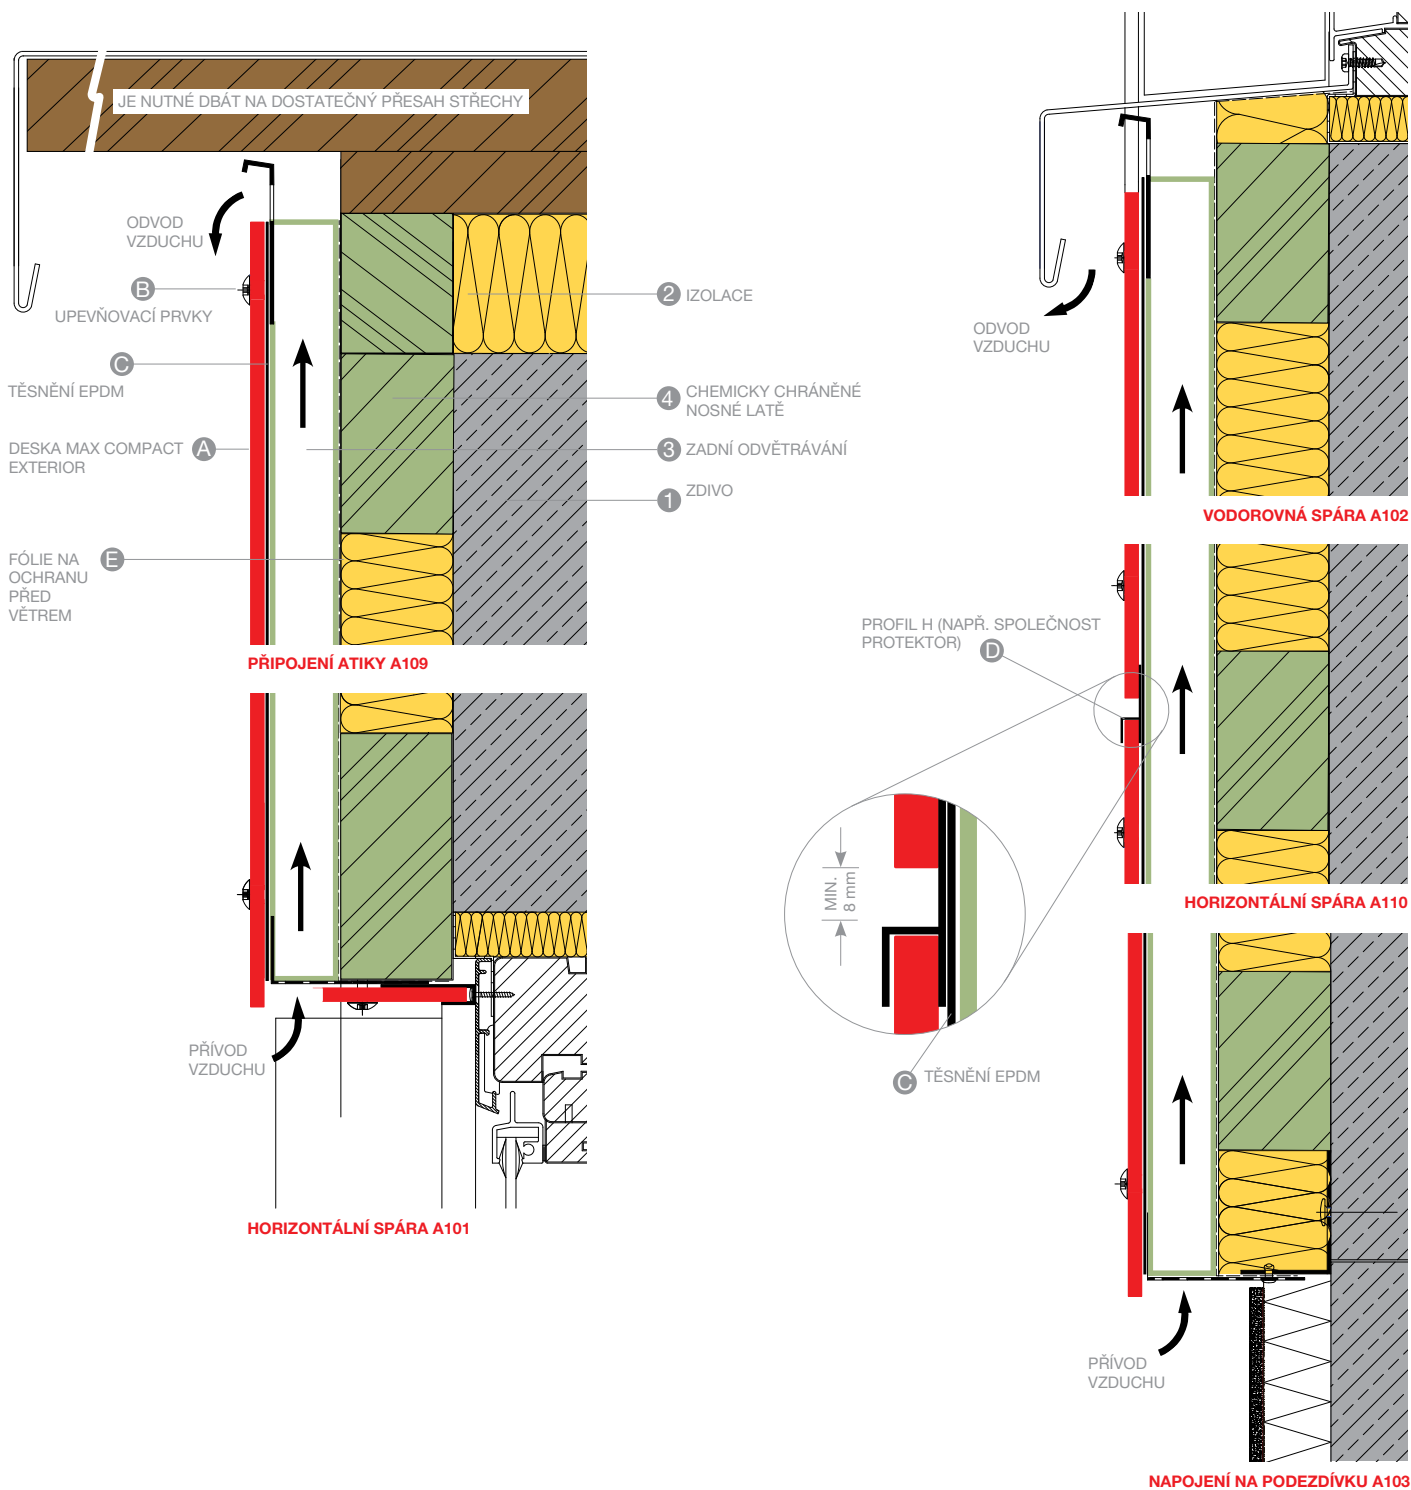 JE NUTNÉ DBÁT NA DOSTATEČNÝ PŘESAH STŘECHY
ODVOD
VZDUCHU
B
UPEVŇOVACÍ PRVKY
C
TĚSNĚNÍ EPDM
DESKA MAX COMPACT
EXTERIOR
A
FÓLIE NA
OCHRANU
PŘED
VĚTREM
E
2 IZOLACE
4 CHEMICKY CHRÁNĚNÉ
NOSNÉ LATĚ
3 ZADNÍ ODVĚTRÁVÁNÍ
1 ZDIVO
PŘIPOJENÍ ATIKY A109
PŘÍVOD
VZDUCHU
HORIZONTÁLNÍ SPÁRA A101
ODVOD
VZDUCHU
VODOROVNÁ SPÁRA A102
PROFIL H (NAPŘ. SPOLEČNOST
PROTEKTOR)
D
MIN.
8 mm
C TĚSNĚNÍ EPDM
HORIZONTÁLNÍ SPÁRA A110
PŘÍVOD
VZDUCHU
NAPOJENÍ NA PODEZDÍVKU A103